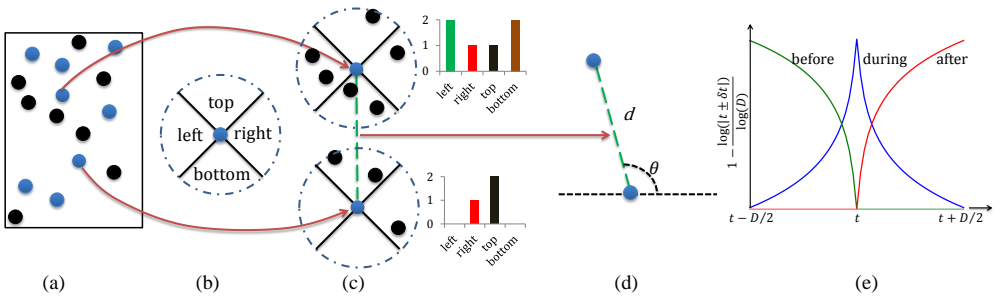 top
left
right
bottom
2
1
0
left
right
top
bottom
2
1
0
left
right
top
bottom
d
θ
before
during
after
1 − log(|t ± δt|) / log(D)
t − D/2
t
t + D/2
(a)
(b)
(c)
(d)
(e)